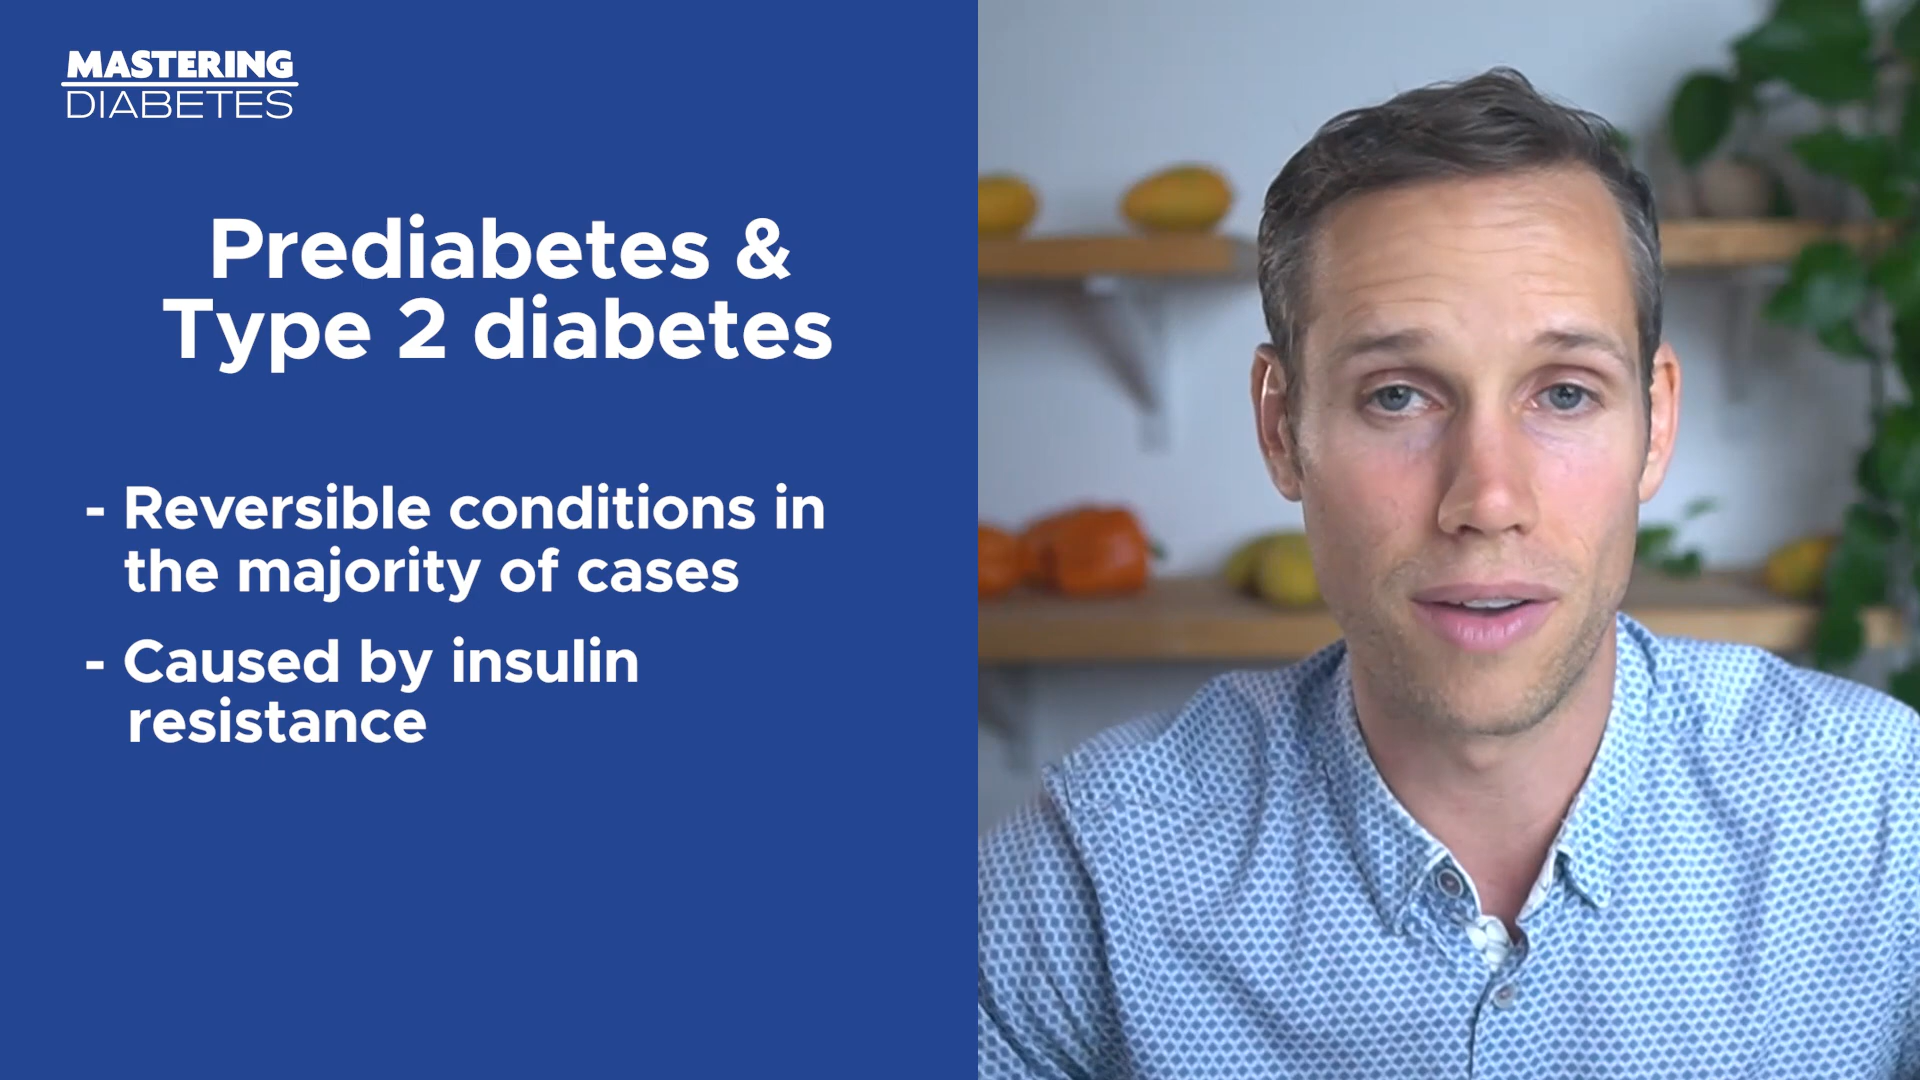 MASTERING
DIABETES
Prediabetes &
Type 2 diabetes
- Reversible conditions in
the majority of cases
- Caused by insulin
resistance